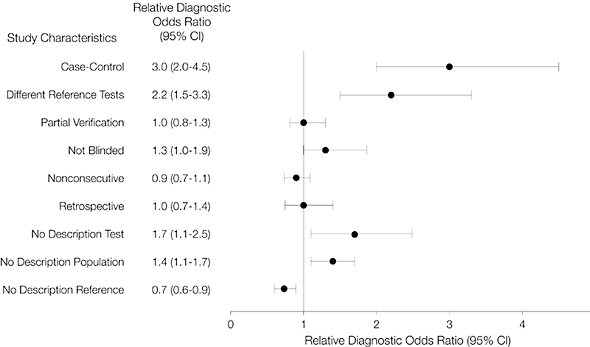 Relative Diagnostic
Odds Ratio
Study Characteristics (95% CI)
Case-Control 3.0 (2.0-4.5)
Different Reference Tests 2.2 (1.5-3.3)
Partial Verification 1.0 (0.8-1.3)
Not Blinded 1.3 (1.0-1.9)
Nonconsecutive 0.9 (0.7-1.1)
Retrospective 1.0 (0.7-1.4)
No Description Test 1.7 (1.1-2.5)
No Description Population 1.4 (1.1-1.7)
No Description Reference 0.7 (0.6-0.9)
0 1 2 3 4
Relative Diagnostic Odds Ratio (95% CI)